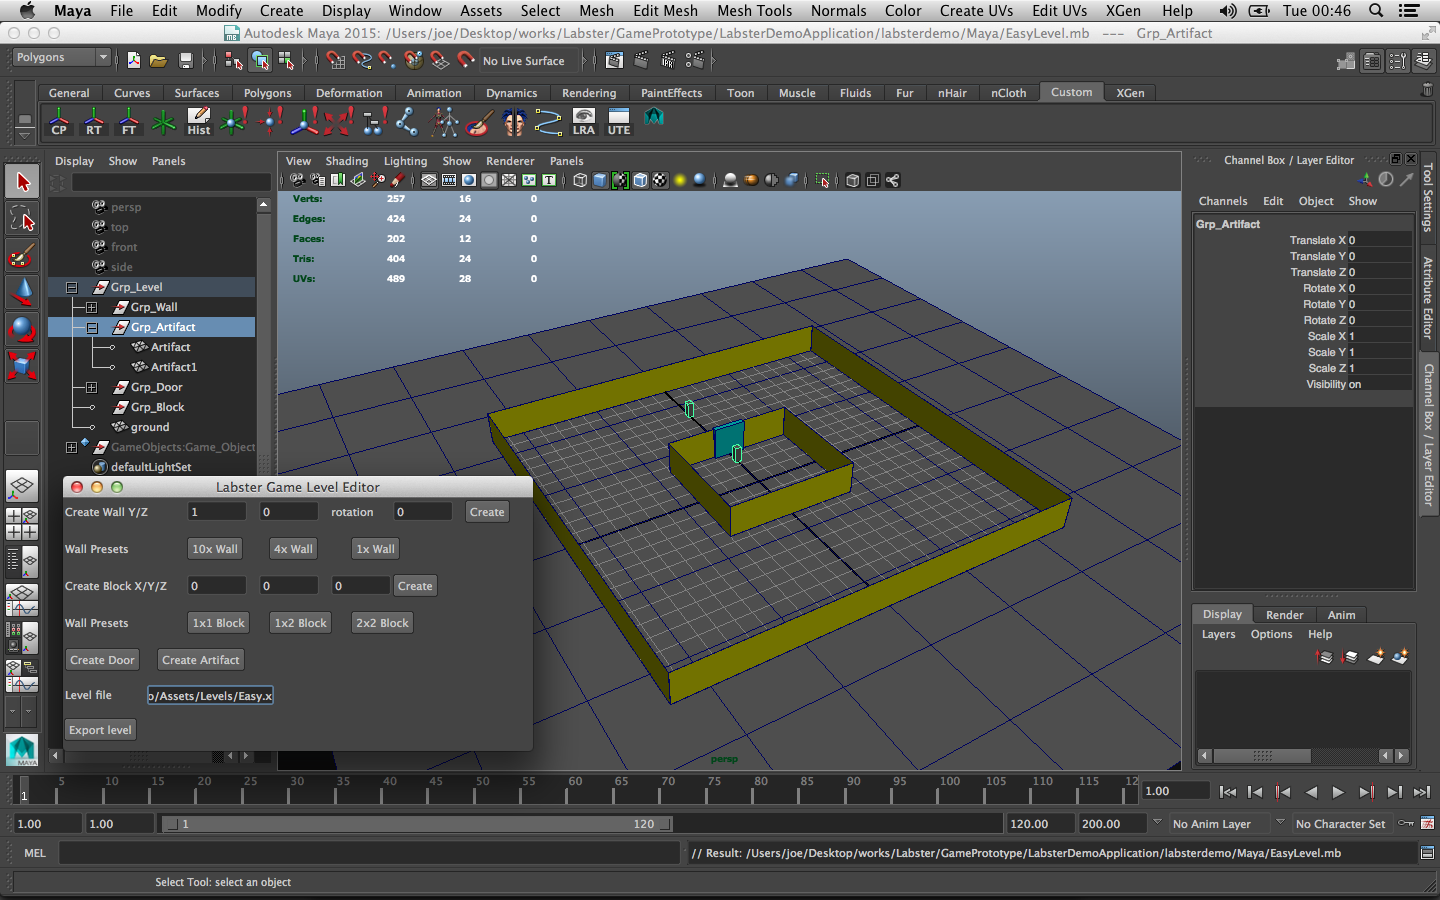 Maya File Edit Modify Create Display Window Assets Select Mesh Edit Mesh Mesh Tools Normals Color Create UVs Edit UVs XGen Help Tue 00:46
Autodesk Maya 2015: /Users/joe/Desktop/works/Labster/GamePrototype/LabsterDemoApplication/labsterdemo/Maya/EasyLevel.mb --- Grp_Artifact
Polygons No Live Surface
General Curves Surfaces Polygons Deformation Animation Dynamics Rendering PaintEffects Toon Muscle Fluids Fur nHair nCloth Custom XGen
CP RT FT Hist LRA UTE
Display Show Panels
View Shading Lighting Show Renderer Panels
Channel Box / Layer Editor
Channels Edit Object Show
Verts: 257 16 0
Edges: 424 24 0
Faces: 202 12 0
Tris: 404 24 0
UVs: 489 28 0
persp
top
front
side
Grp_Level
Grp_Wall
Grp_Artifact
Artifact
Artifact1
Grp_Door
Grp_Block
ground
GameObjects:Game_Object
defaultLightSet
Grp_Artifact
Translate X 0
Translate Y 0
Translate Z 0
Rotate X 0
Rotate Y 0
Rotate Z 0
Scale X 1
Scale Y 1
Scale Z 1
Visibility on
Tool Settings
Attribute Editor
Channel Box / Layer Editor
Labster Game Level Editor
Create Wall Y/Z 1 0 rotation 0 Create
Wall Presets 10x Wall 4x Wall 1x Wall
Create Block X/Y/Z 0 0 0 Create
Wall Presets 1x1 Block 1x2 Block 2x2 Block
Create Door Create Artifact
Level file o/Assets/Levels/Easy.x
Export level
persp
Display Render Anim
Layers Options Help
MAYA
1 5 10 15 20 25 30 35 40 45 50 55 60 65 70 75 80 85 90 95 100 105 110 115 12 1.00
1.00 1.00 1 120 120.00 200.00 No Anim Layer No Character Set
MEL // Result: /Users/joe/Desktop/works/Labster/GamePrototype/LabsterDemoApplication/labsterdemo/Maya/EasyLevel.mb
Select Tool: select an object